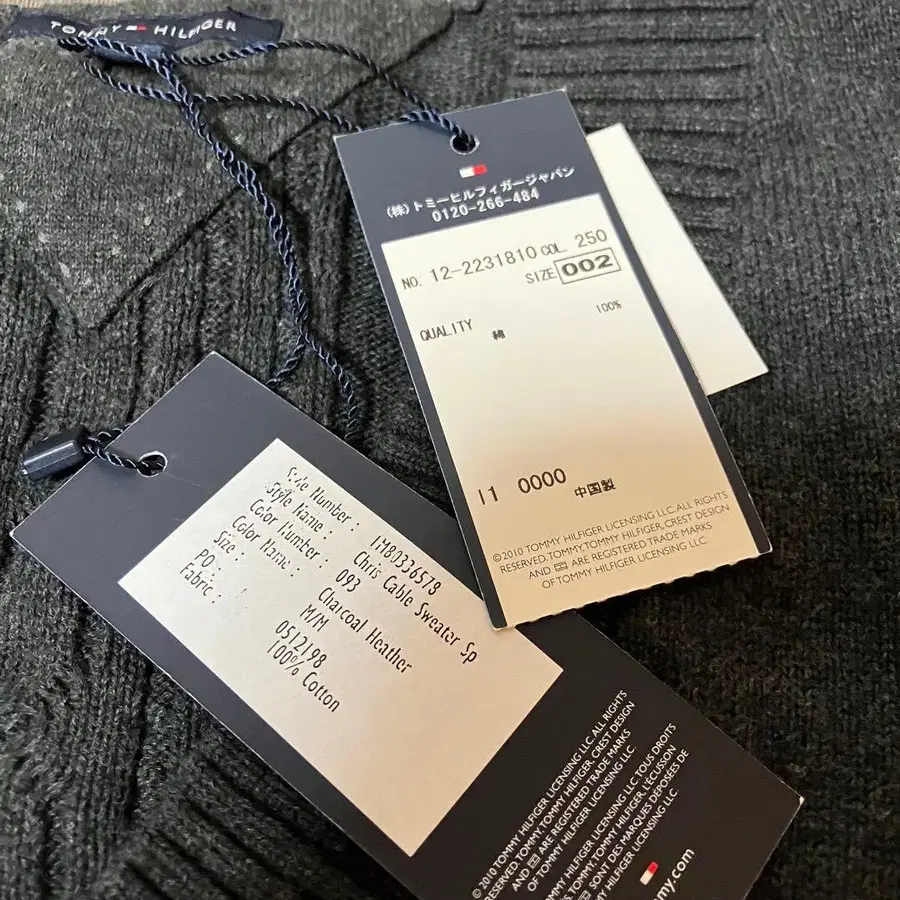 TOMMY HILFIGER
(株)トミーヒルフィガージャパン
0120-266-484
NO. 12-2231810 COL. 250
SIZE 002
QUALITY 綿 100%
11 0000 中国製
©2010 TOMMY HILFIGER LICENSING LLC. ALL RIGHTS
RESERVED. TOMMY, TOMMY HILFIGER, CREST DESIGN
AND ARE REGISTERED TRADE MARKS
OF TOMMY HILFIGER LICENSING LLC.
Style Number : 1M80336578
Style Name : Chris Cable Sweater Sp
Color Number : 093
Color Name : Charcoal Heather
Size : M/M
PO : 0512198
Fabric : 100% Cotton
©2010 TOMMY HILFIGER LICENSING LLC. ALL RIGHTS
RESERVED. TOMMY, TOMMY HILFIGER, CREST DESIGN
AND ARE REGISTERED TRADE MARKS
OF TOMMY HILFIGER LICENSING LLC.
HILFIGER LICENSING LLC. TOUS DROITS
TOMMY, TOMMY HILFIGER, L'ÉCUSSON
SONT DES MARQUES DÉPOSÉES DE
HILFIGER LICENSING LLC
my.com